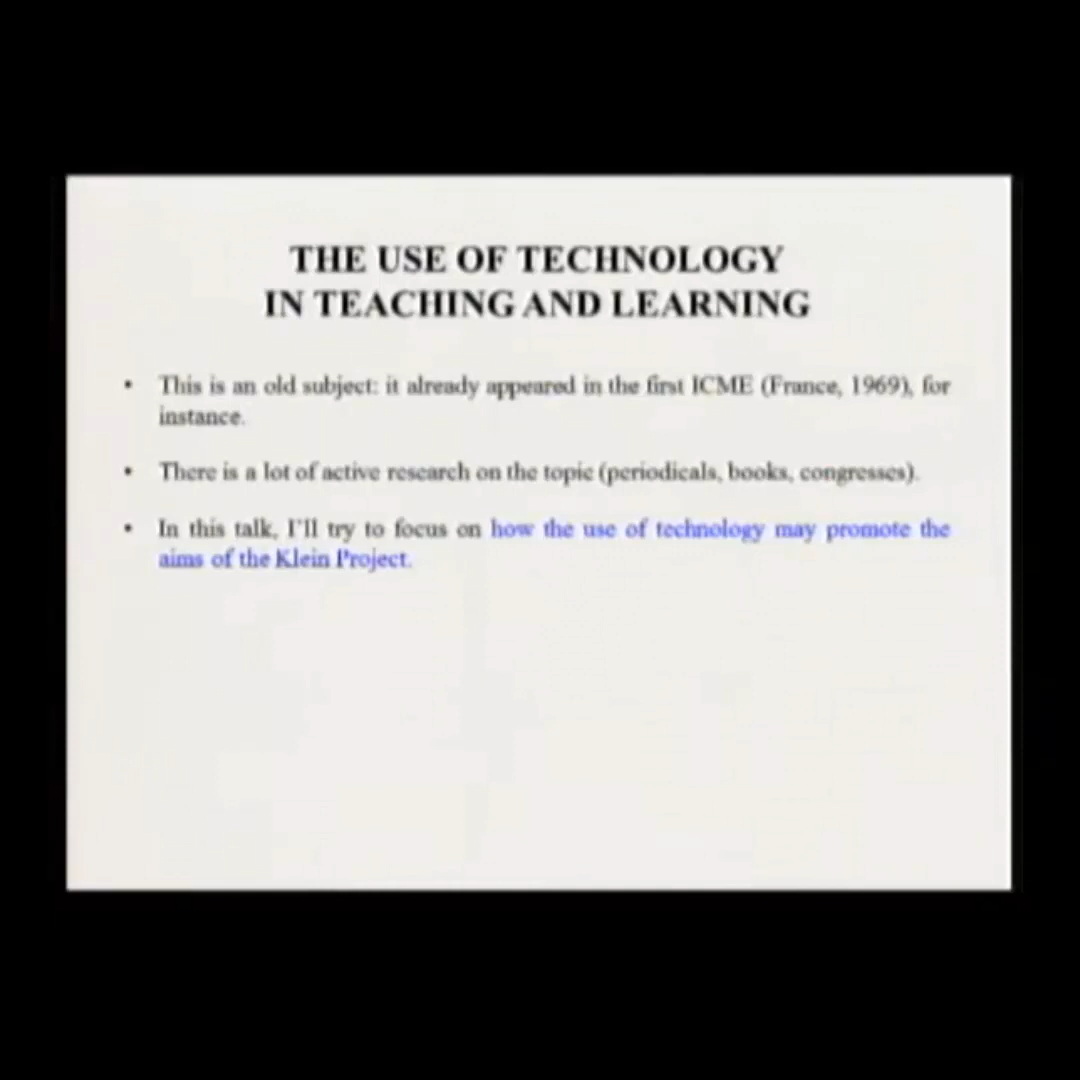 THE USE OF TECHNOLOGY
IN TEACHING AND LEARNING
• This is an old subject: it already appeared in the first ICME (France, 1969), for
instance.
• There is a lot of active research on the topic (periodicals, books, congresses).
• In this talk, I'll try to focus on how the use of technology may promote the
aims of the Klein Project.